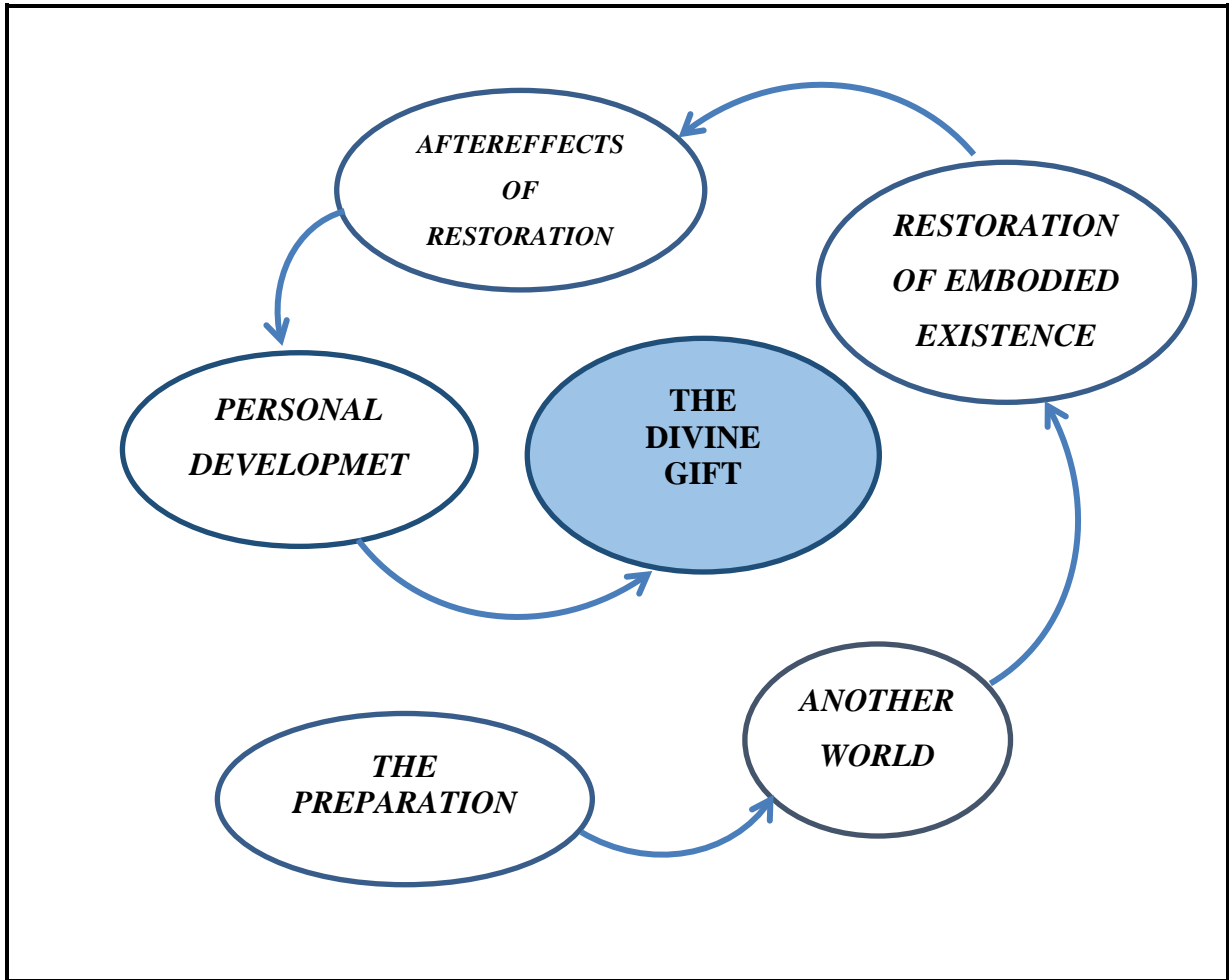 AFTEREFFECTS
OF
RESTORATION
RESTORATION
OF EMBODIED
EXISTENCE
PERSONAL
DEVELOPMET
THE
DIVINE
GIFT
ANOTHER
WORLD
THE
PREPARATION